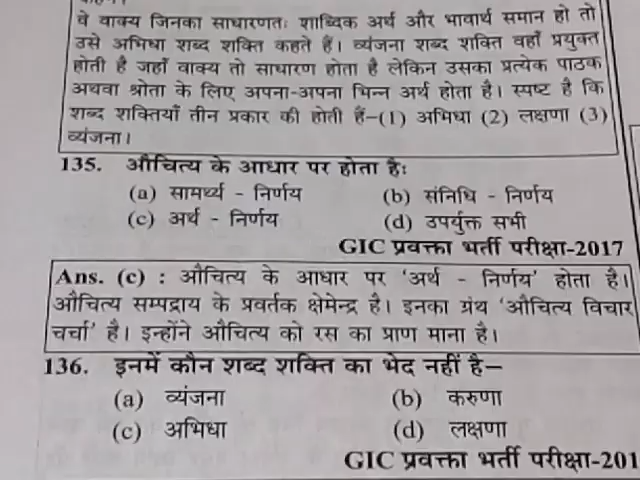 वे वाक्य जिनका साधारणतः शाब्दिक अर्थ और भावार्थ समान हो तो
उसे अभिधा शब्द शक्ति कहते हैं। व्यंजना शब्द शक्ति वहाँ प्रयुक्त
होती है जहाँ वाक्य तो साधारण होता है लेकिन उसका प्रत्येक पाठक
अथवा श्रोता के लिए अपना-अपना भिन्न अर्थ होता है। स्पष्ट है कि
शब्द शक्तियाँ तीन प्रकार की होती हैं–(1) अभिधा (2) लक्षणा (3)
व्यंजना।
135. औचित्य के आधार पर होता है:
(a) सामर्थ्य - निर्णय (b) संनिधि - निर्णय
(c) अर्थ - निर्णय (d) उपर्युक्त सभी
GIC प्रवक्ता भर्ती परीक्षा-2017
Ans. (c) : औचित्य के आधार पर 'अर्थ - निर्णय' होता है।
औचित्य सम्पद्राय के प्रवर्तक क्षेमेन्द्र है। इनका ग्रंथ 'औचित्य विचार
चर्चा' है। इन्होंने औचित्य को रस का प्राण माना है।
136. इनमें कौन शब्द शक्ति का भेद नहीं है–
(a) व्यंजना (b) करुणा
(c) अभिधा (d) लक्षणा
GIC प्रवक्ता भर्ती परीक्षा-201